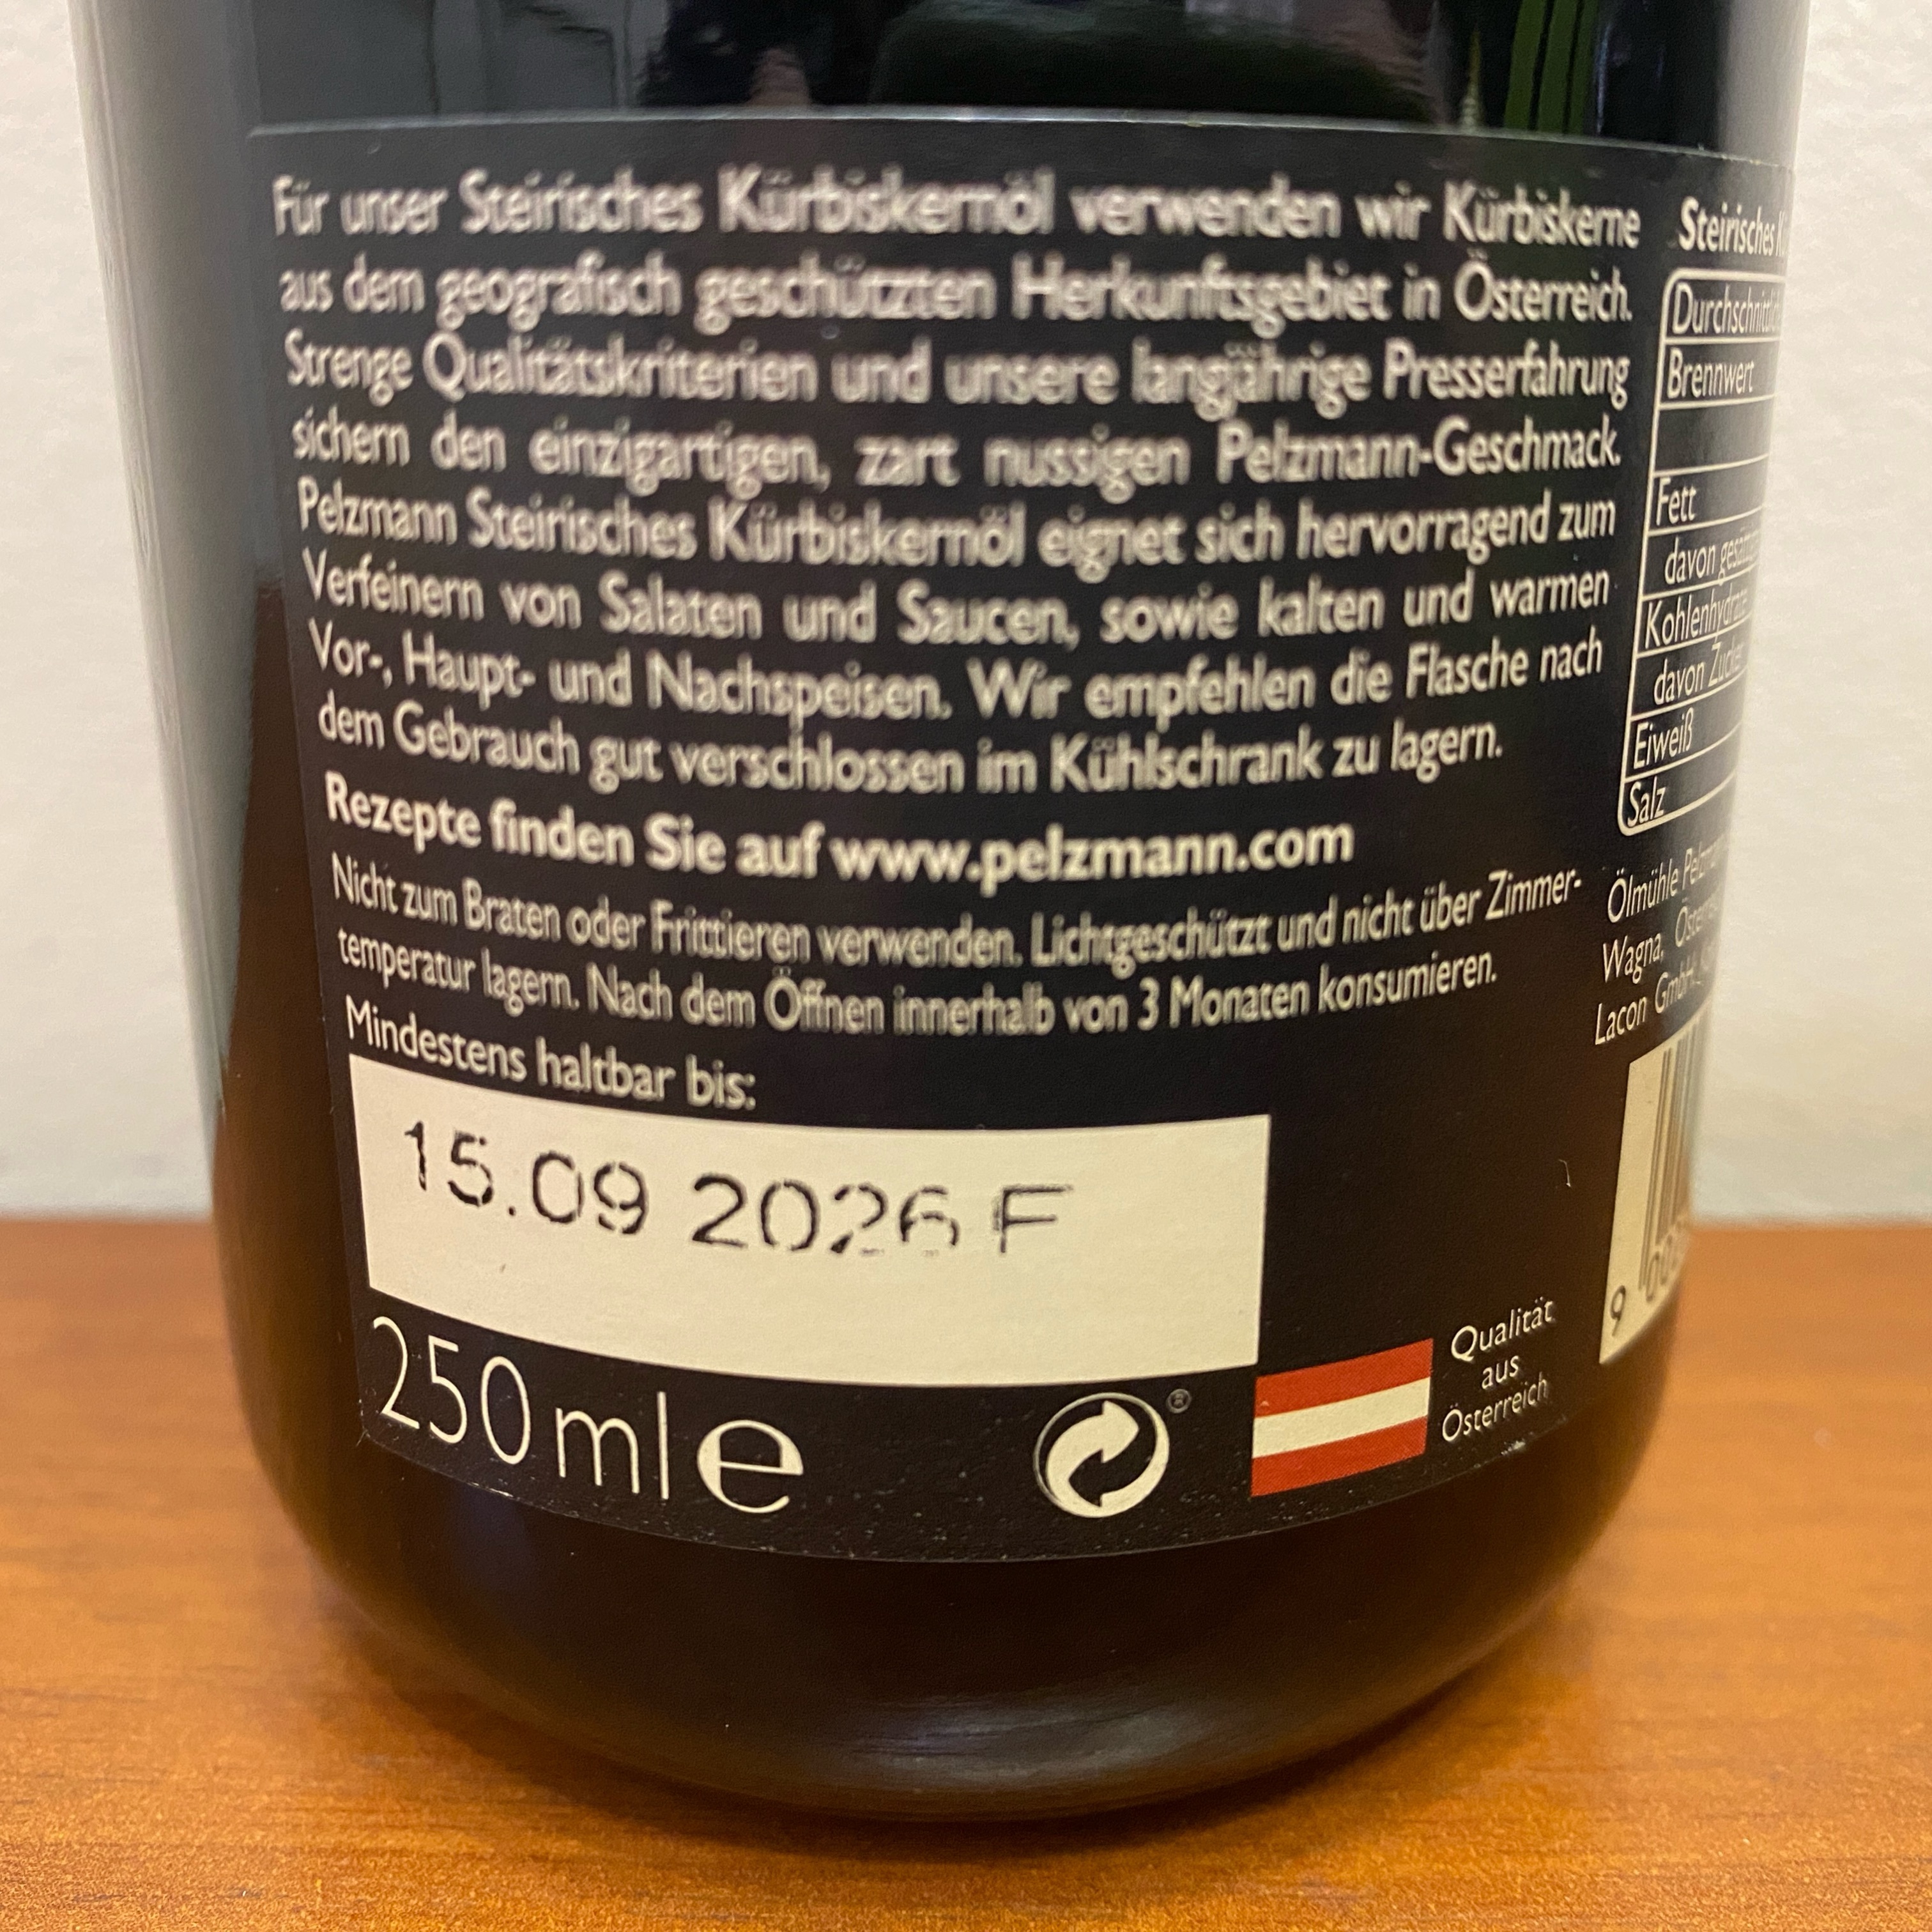 Für unser Steirisches Kürbiskernöl verwenden wir Kürbiskerne
aus dem geografisch geschützten Herkunftsgebiet in Österreich.
Strenge Qualitätskriterien und unsere langjährige Presserfahrung
sichern den einzigartigen, zart nussigen Pelzmann-Geschmack.
Pelzmann Steirisches Kürbiskernöl eignet sich hervorragend zum
Verfeinern von Salaten und Saucen, sowie kalten und warmen
Vor-, Haupt- und Nachspeisen. Wir empfehlen die Flasche nach
dem Gebrauch gut verschlossen im Kühlschrank zu lagern.
Rezepte finden Sie auf www.pelzmann.com
Nicht zum Braten oder Frittieren verwenden. Lichtgeschützt und nicht über Zimmer-
temperatur lagern. Nach dem Öffnen innerhalb von 3 Monaten konsumieren.
Mindestens haltbar bis:
15.09 2026 F
250 ml e
®
Qualität
aus
Österreich
Steirisches
Brennwert
Fett
davon
Kohlenhydrate
davon Zucker
Eiweiß
Salz
Ölmühle
Wagna,
Lacon GmbH,
9